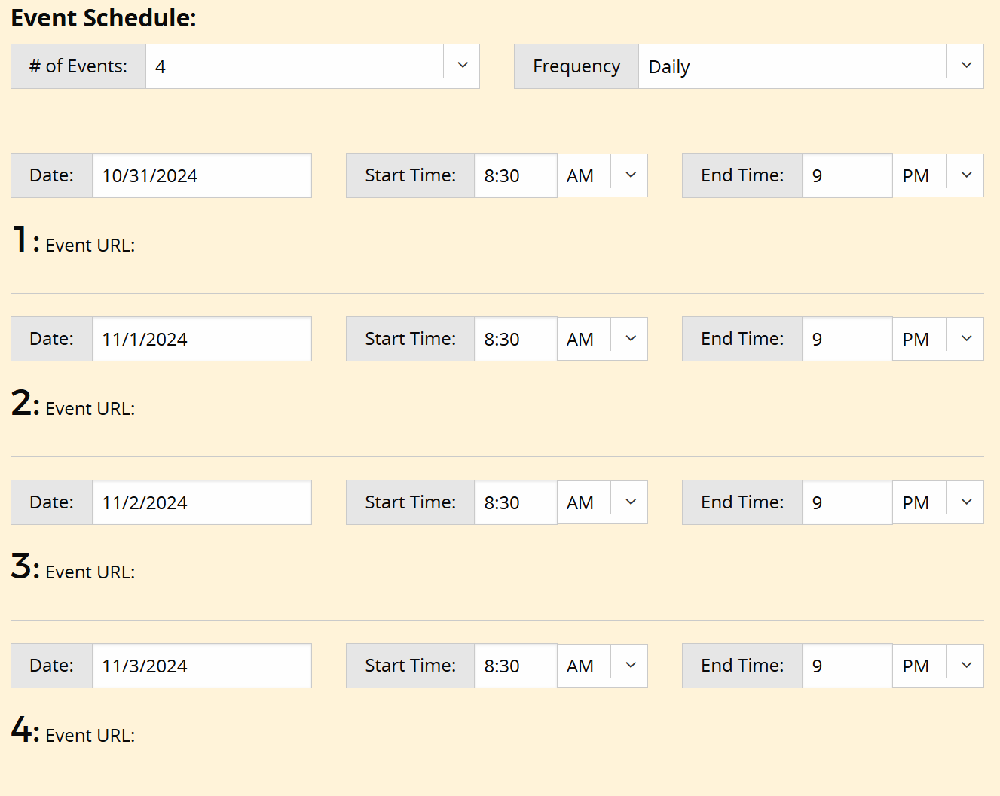 Event Schedule:
# of Events: 4 Frequency Daily
Date: 10/31/2024 Start Time: 8:30 AM End Time: 9 PM
1: Event URL:
Date: 11/1/2024 Start Time: 8:30 AM End Time: 9 PM
2: Event URL:
Date: 11/2/2024 Start Time: 8:30 AM End Time: 9 PM
3: Event URL:
Date: 11/3/2024 Start Time: 8:30 AM End Time: 9 PM
4: Event URL: